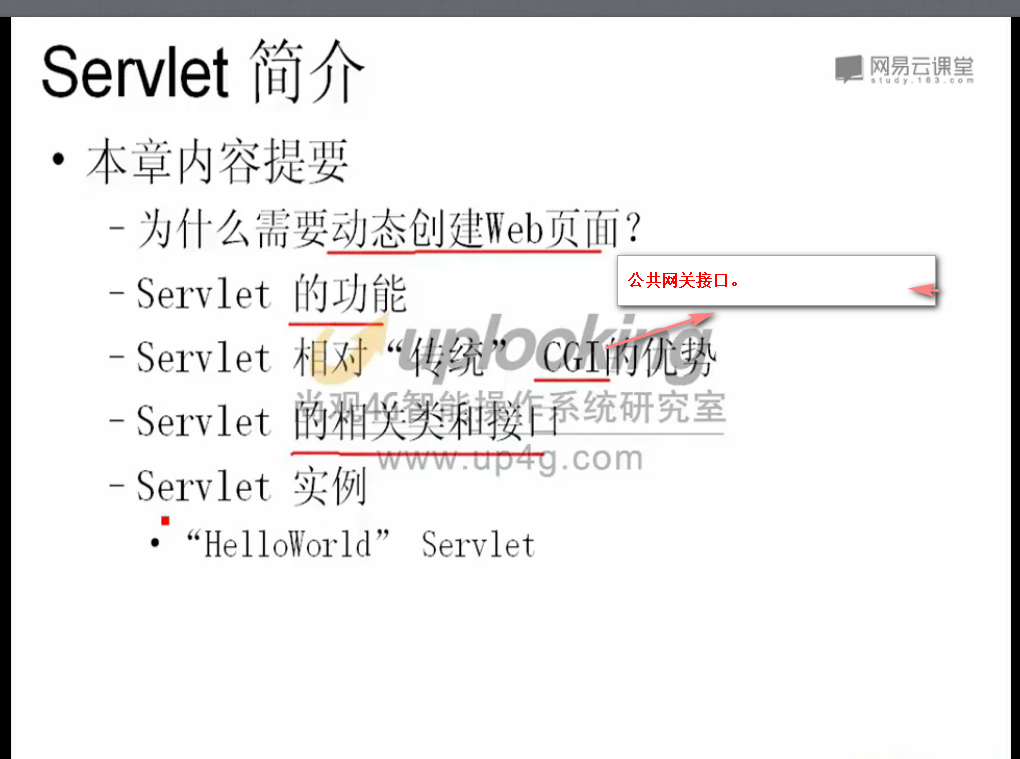 Servlet 简介
网易云课堂
study.163.com
• 本章内容提要
－为什么需要动态创建Web页面？
－Servlet 的功能
公共网关接口。
uplooking
－Servlet 相对“传统” CGI的优势
尚观4G智能操作系统研究室
－Servlet 的相关类和接口
www.up4g.com
－Servlet 实例
• “HelloWorld” Servlet